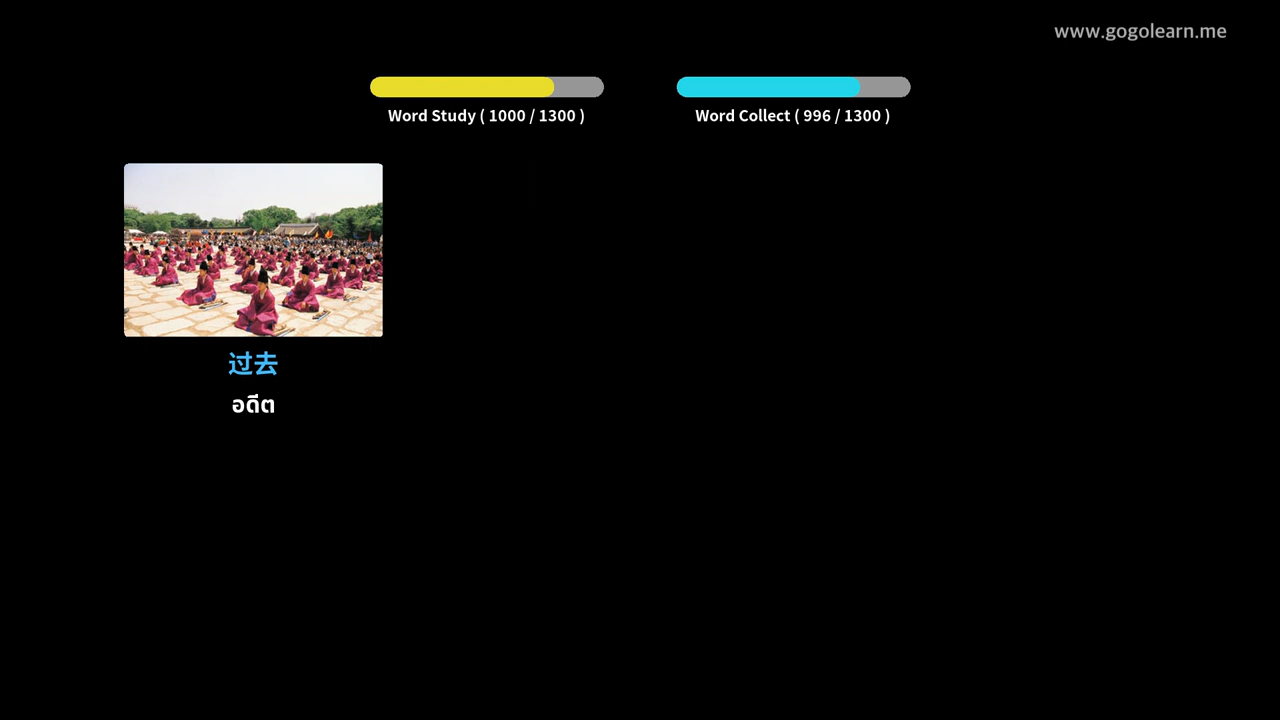 www.gogolearn.me
Word Study ( 1000 / 1300 )
Word Collect ( 996 / 1300 )
过去
อดีต